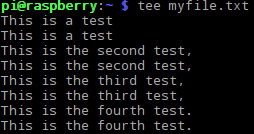 pi@raspberry:~ $ tee myfile.txt
This is a test
This is a test
This is the second test,
This is the second test,
This is the third test,
This is the third test,
This is the fourth test.
This is the fourth test.